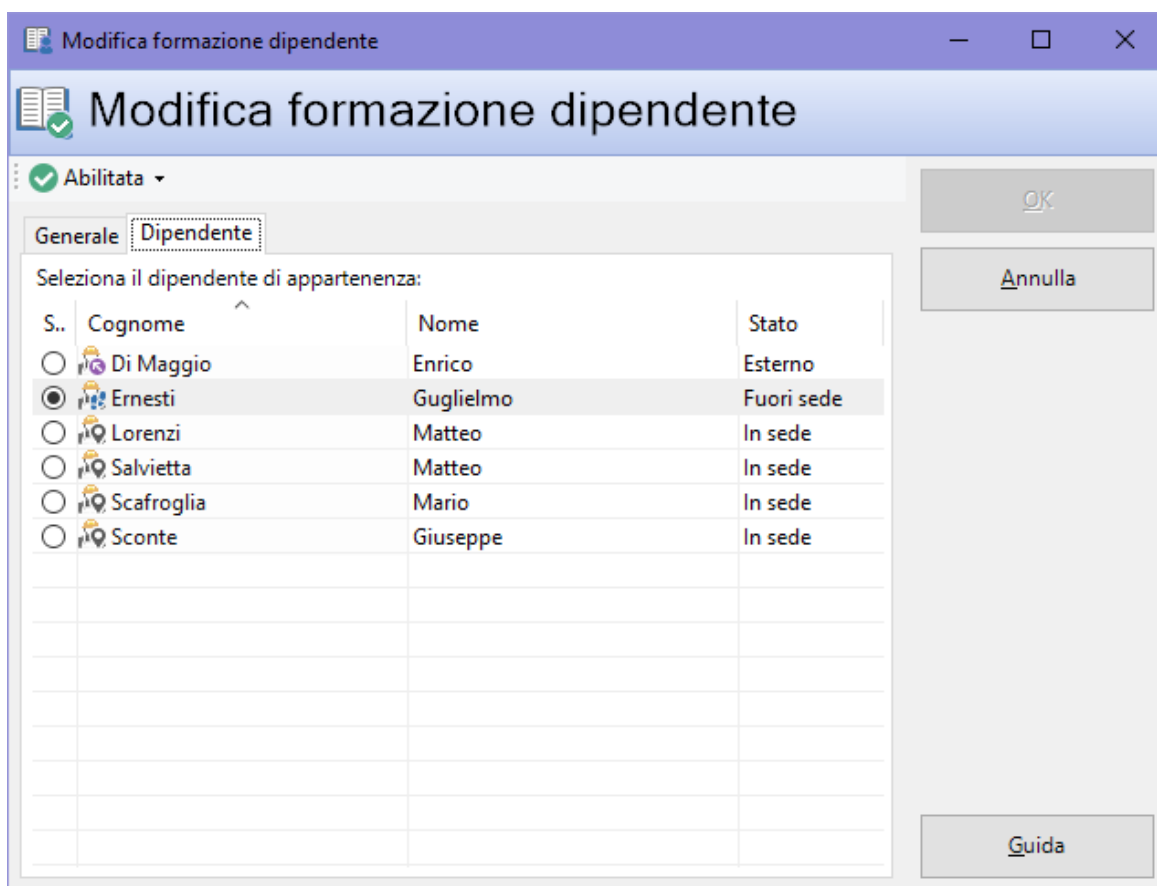 Modifica formazione dipendente
Modifica formazione dipendente
Abilitata
OK
Generale Dipendente
Annulla
Seleziona il dipendente di appartenenza:
S.. Cognome Nome Stato
Di Maggio Enrico Esterno
Ernesti Guglielmo Fuori sede
Lorenzi Matteo In sede
Salvietta Matteo In sede
Scafroglia Mario In sede
Sconte Giuseppe In sede
Guida